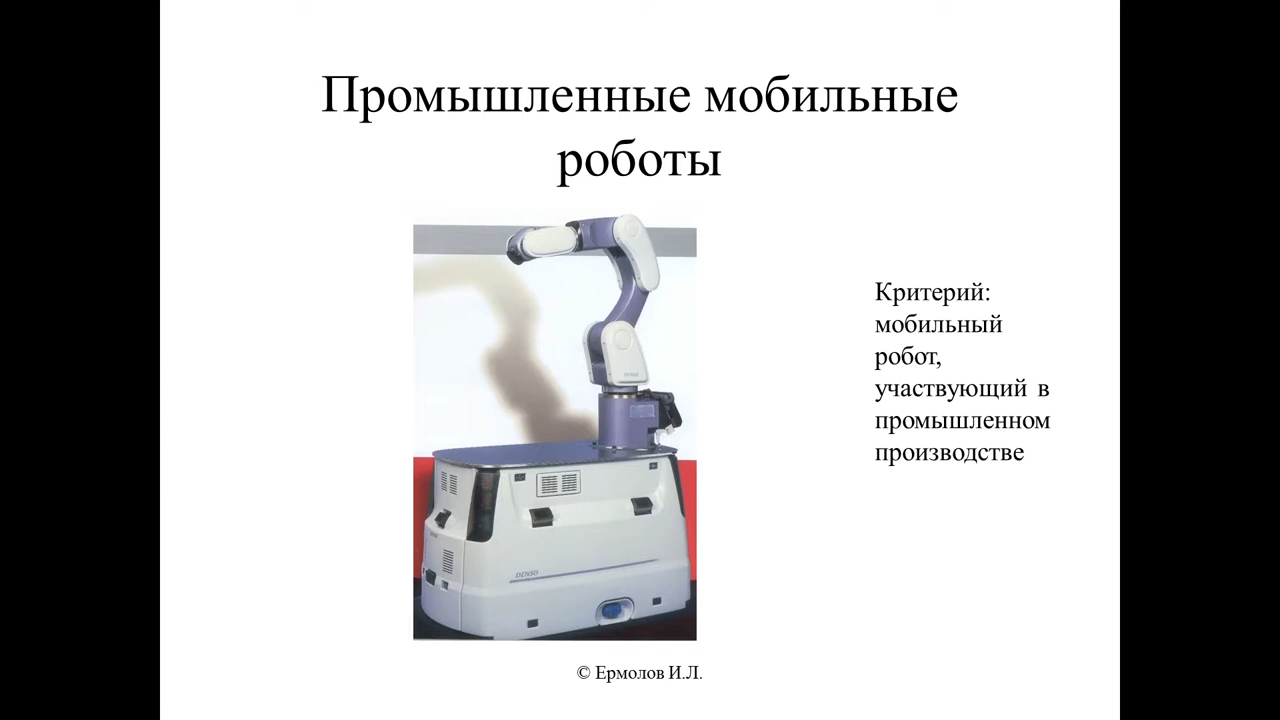 Промышленные мобильные
роботы
Критерий:
мобильный
робот,
участвующий в
промышленном
производстве
DENSO
© Ермолов И.Л.